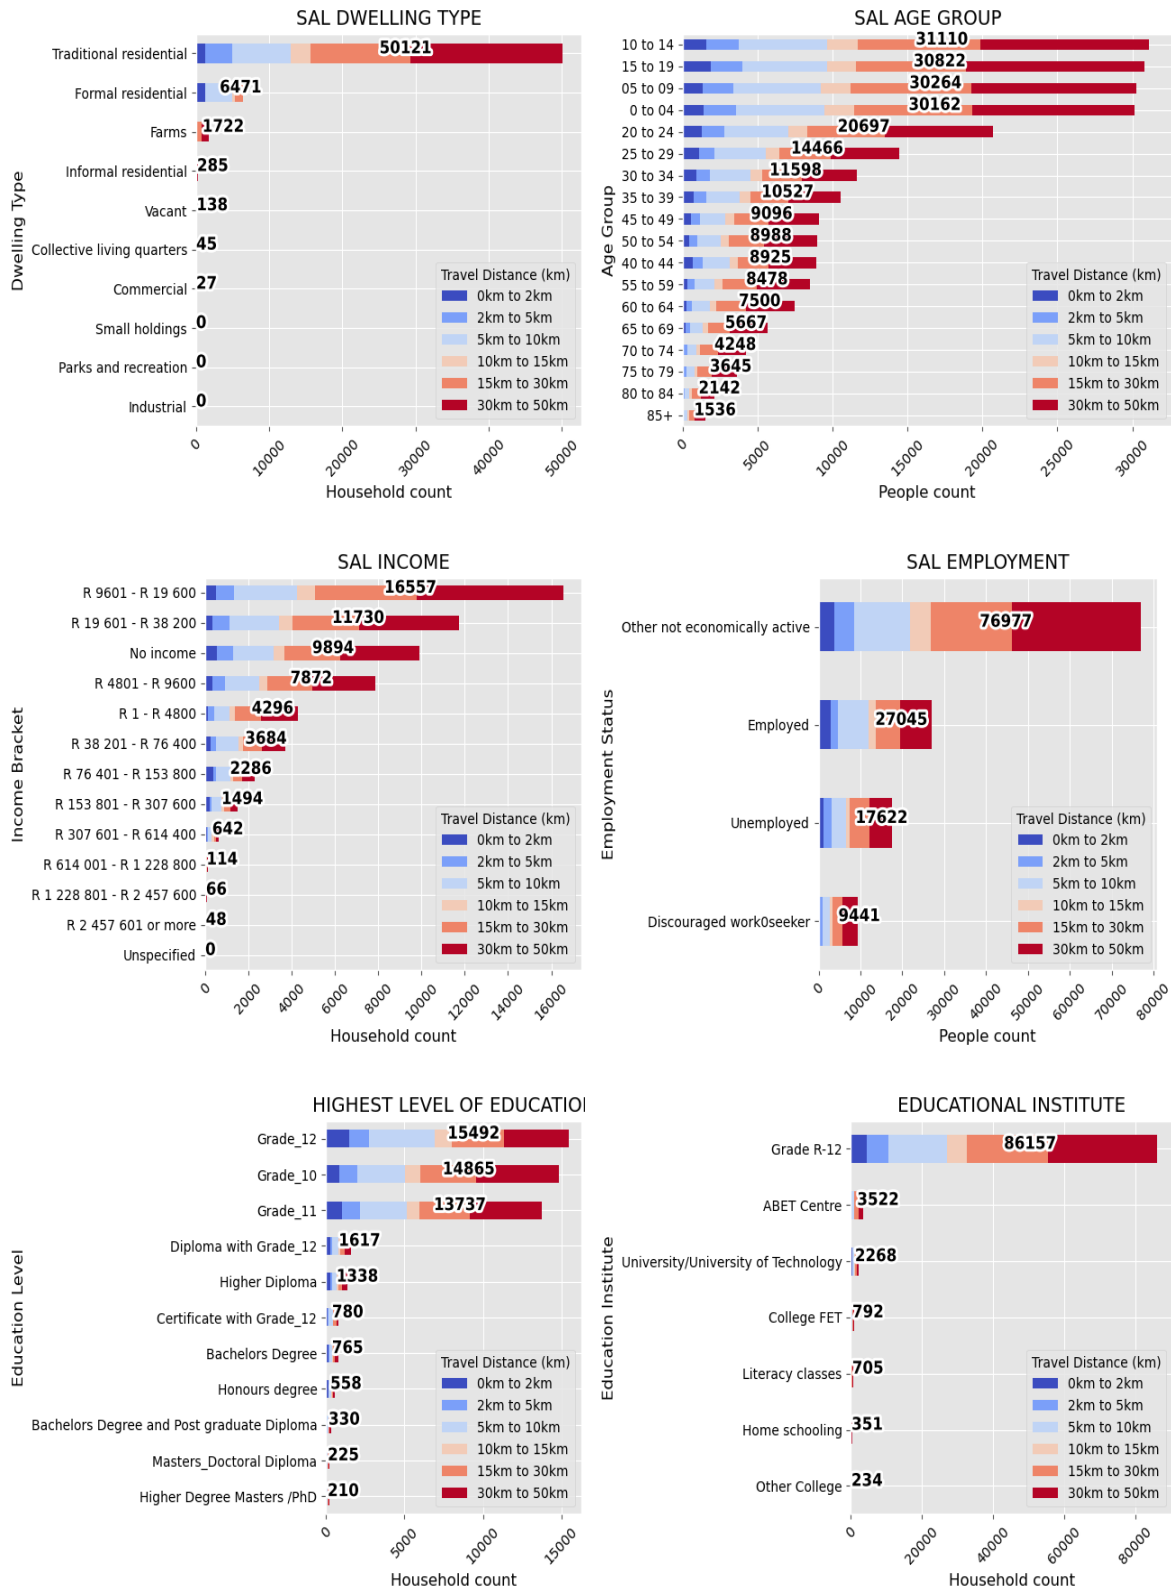 SAL DWELLING TYPE
Dwelling Type
Traditional residential 50121
Formal residential 6471
Farms 1722
Informal residential 285
Vacant 138
Collective living quarters 45
Commercial 27
Small holdings 0
Parks and recreation 0
Industrial 0
Travel Distance (km)
0km to 2km
2km to 5km
5km to 10km
10km to 15km
15km to 30km
30km to 50km
0 10000 20000 30000 40000 50000
Household count
SAL AGE GROUP
Age Group
10 to 14 31110
15 to 19 30822
05 to 09 30264
0 to 04 30162
20 to 24 20697
25 to 29 14466
30 to 34 11598
35 to 39 10527
45 to 49 9096
50 to 54 8988
40 to 44 8925
55 to 59 8478
60 to 64 7500
65 to 69 5667
70 to 74 4248
75 to 79 3645
80 to 84 2142
85+ 1536
Travel Distance (km)
0km to 2km
2km to 5km
5km to 10km
10km to 15km
15km to 30km
30km to 50km
0 5000 10000 15000 20000 25000 30000
People count
SAL INCOME
Income Bracket
R 9601 - R 19 600 16557
R 19 601 - R 38 200 11730
No income 9894
R 4801 - R 9600 7872
R 1 - R 4800 4296
R 38 201 - R 76 400 3684
R 76 401 - R 153 800 2286
R 153 801 - R 307 600 1494
R 307 601 - R 614 400 642
R 614 001 - R 1 228 800 114
R 1 228 801 - R 2 457 600 66
R 2 457 601 or more 48
Unspecified 0
Travel Distance (km)
0km to 2km
2km to 5km
5km to 10km
10km to 15km
15km to 30km
30km to 50km
0 2000 4000 6000 8000 10000 12000 14000 16000
Household count
SAL EMPLOYMENT
Employment Status
Other not economically active 76977
Employed 27045
Unemployed 17622
Discouraged work0seeker 9441
Travel Distance (km)
0km to 2km
2km to 5km
5km to 10km
10km to 15km
15km to 30km
30km to 50km
0 10000 20000 30000 40000 50000 60000 70000 80000
People count
HIGHEST LEVEL OF EDUCATIO
Education Level
Grade_12 15492
Grade_10 14865
Grade_11 13737
Diploma with Grade_12 1617
Higher Diploma 1338
Certificate with Grade_12 780
Bachelors Degree 765
Honours degree 558
Bachelors Degree and Post graduate Diploma 330
Masters_Doctoral Diploma 225
Higher Degree Masters /PhD 210
Travel Distance (km)
0km to 2km
2km to 5km
5km to 10km
10km to 15km
15km to 30km
30km to 50km
0 5000 10000 15000
Household count
EDUCATIONAL INSTITUTE
Education Institute
Grade R-12 86157
ABET Centre 3522
University/University of Technology 2268
College FET 792
Literacy classes 705
Home schooling 351
Other College 234
Travel Distance (km)
0km to 2km
2km to 5km
5km to 10km
10km to 15km
15km to 30km
30km to 50km
0 20000 40000 60000 80000
Household count